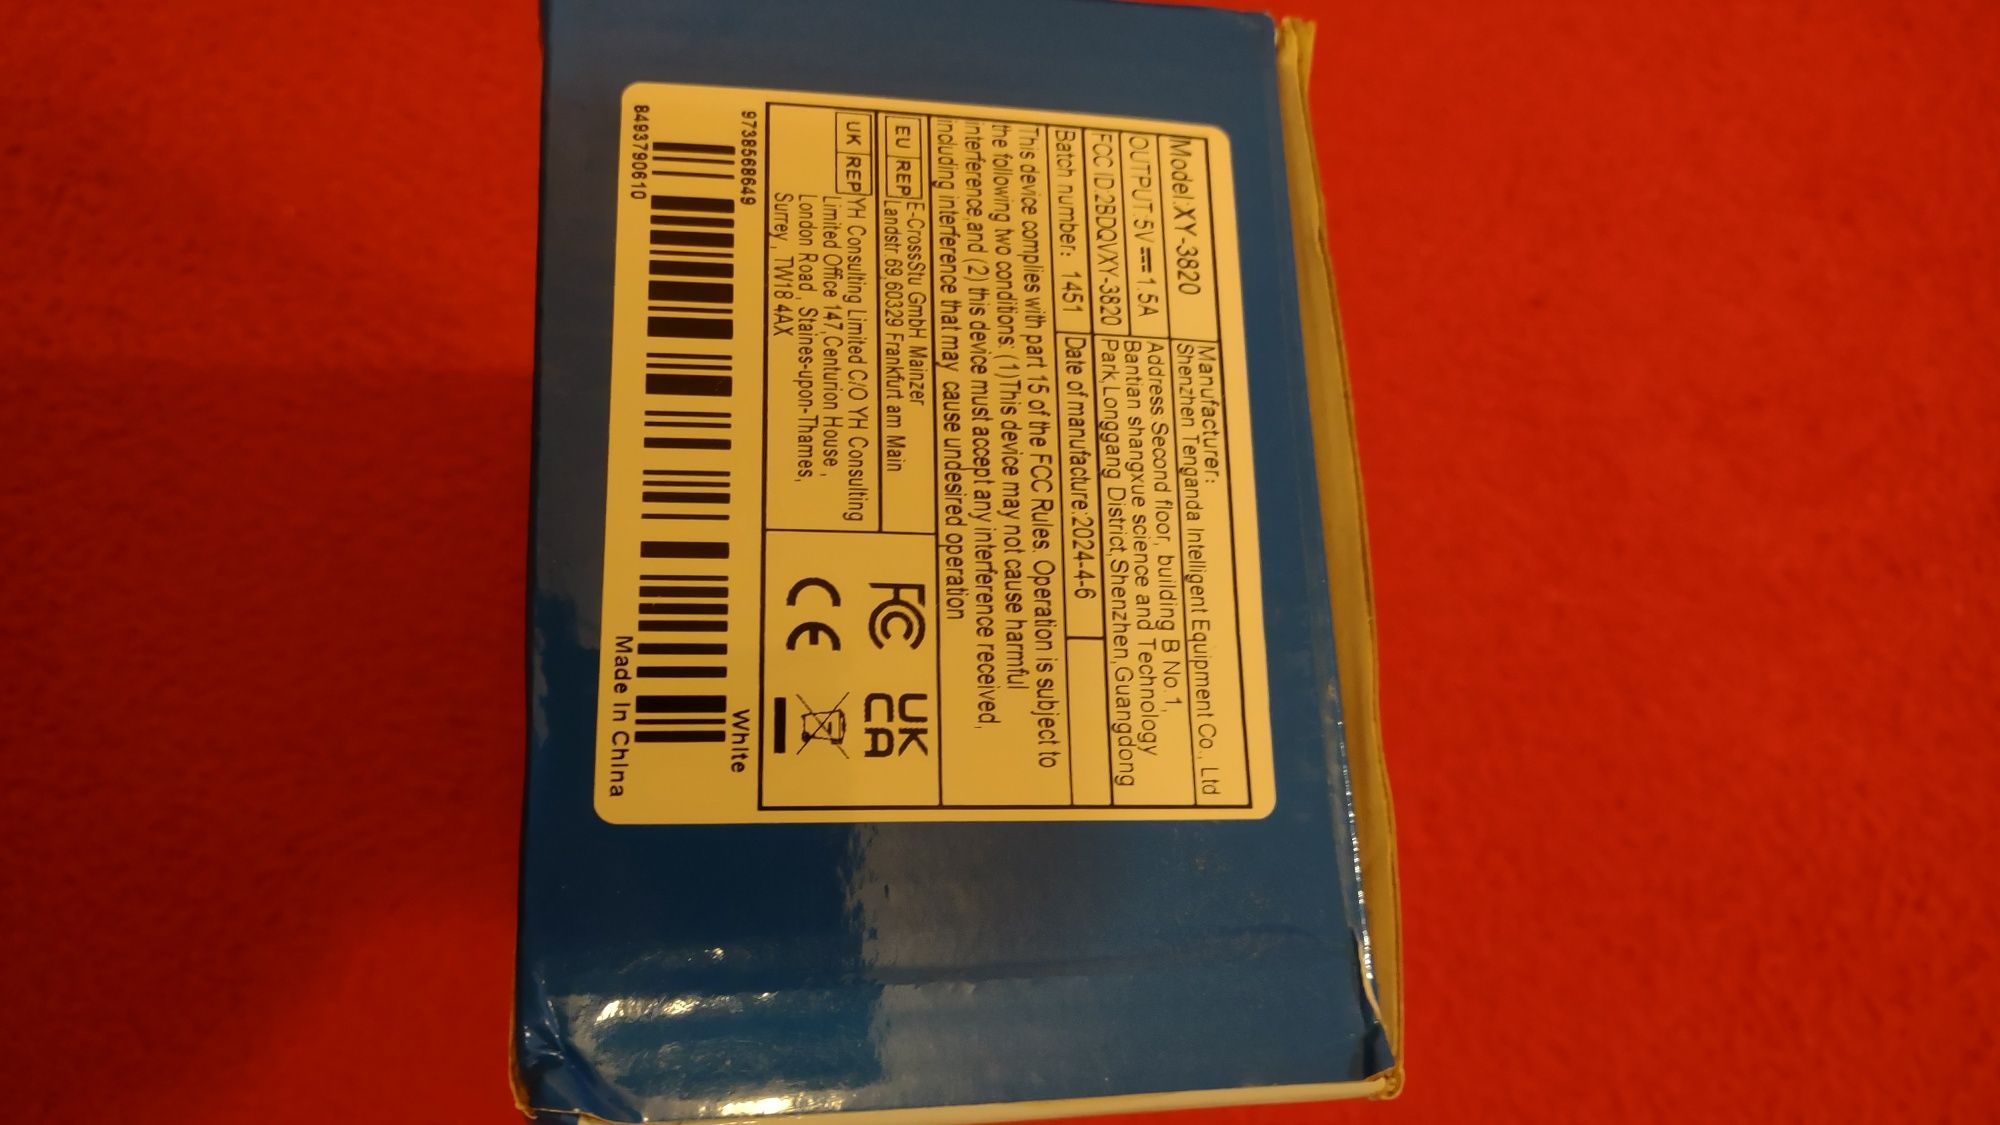 Model:XY-3820
OUTPUT:5V⎓1.5A
FCC ID:2BDQVXY-3820
Manufacturer:
Shenzhen Tenganda Intelligent Equipment Co., Ltd
Address:Second floor, building B No.1,
Bantian shangxue science and Technology
Park,Longgang District,Shenzhen,Guangdong
Batch number: 1451
Date of manufacture:2024-4-6
This device complies with part 15 of the FCC Rules. Operation is subject to
the following two conditions: (1)This device may not cause harmful
interference,and (2) this device must accept any interference received,
including interference that may cause undesired operation
EU REP
E-CrossStu GmbH Mainzer
Landstr 69,60329 Frankfurt am Main
UK REP
YH Consulting Limited C/O YH Consulting
Limited Office 147,Centurion House,
London Road, Staines-upon-Thames,
Surrey, TW18 4AX
FC
UK
CA
CE
9738568649
White
8493790610
Made In China